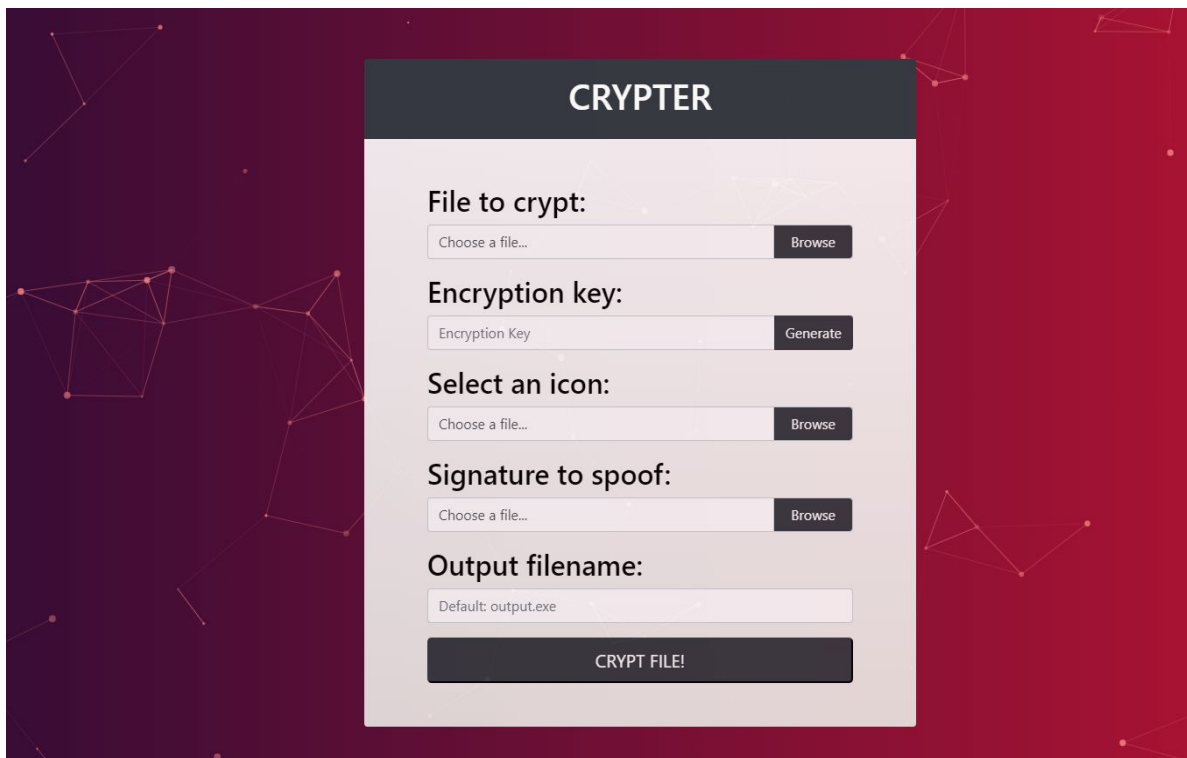 CRYPTER
File to crypt:
Choose a file...
Browse
Encryption key:
Encryption Key
Generate
Select an icon:
Choose a file...
Browse
Signature to spoof:
Choose a file...
Browse
Output filename:
Default: output.exe
CRYPT FILE!